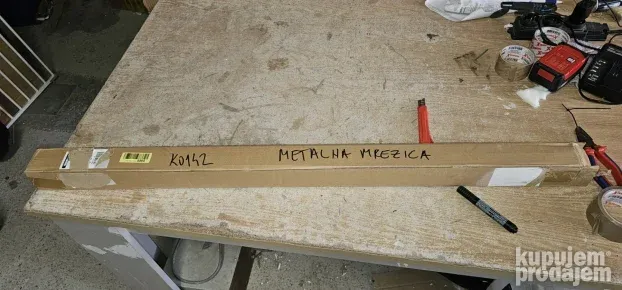 K0142 METALNA MREZICA
kupujem
prodajem